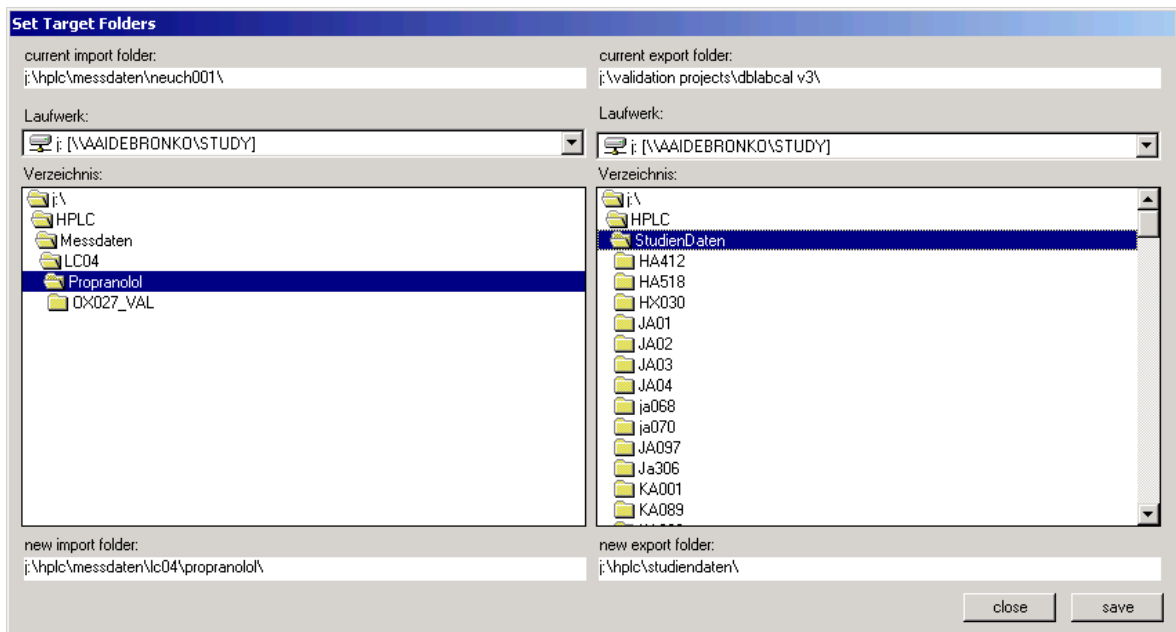 Set Target Folders
current import folder:
j:\hplc\messdaten\neuch001\
Laufwerk:
j: [\\AAIDEBRONKO\STUDY]
Verzeichnis:
j:\
HPLC
Messdaten
LC04
Propranolol
OX027_VAL
new import folder:
j:\hplc\messdaten\lc04\propranolol\
current export folder:
j:\validation projects\dblabcal v3\
Laufwerk:
j: [\\AAIDEBRONKO\STUDY]
Verzeichnis:
j:\
HPLC
StudienDaten
HA412
HA518
HX030
JA01
JA02
JA03
JA04
ja068
ja070
JA097
Ja306
KA001
KA089
new export folder:
j:\hplc\studiendaten\
close
save